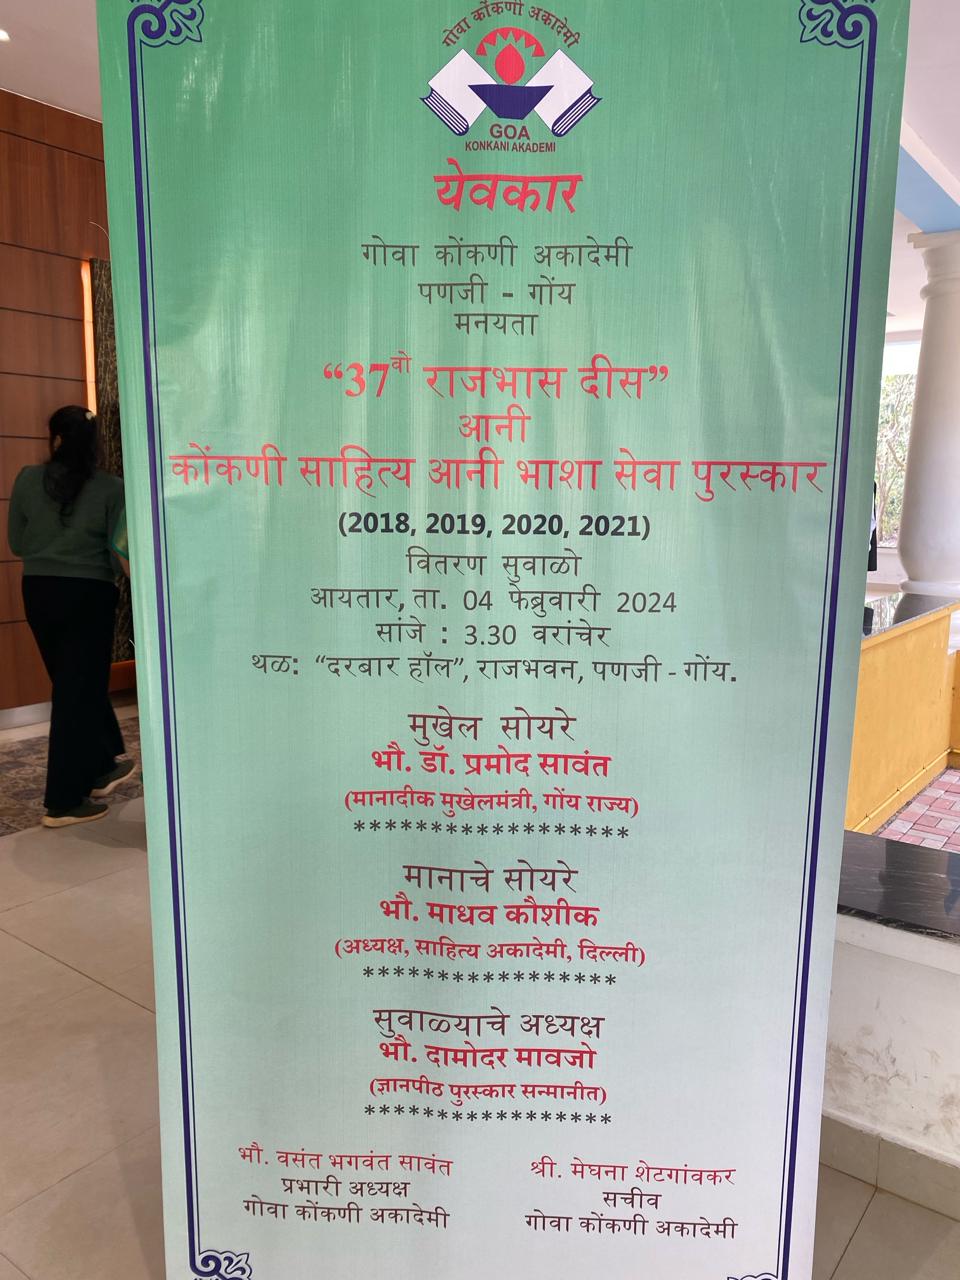 गोवा कोंकणी अकादेमी
GOA
KONKANI AKADEMI
येवकार
गोवा कोंकणी अकादेमी
पणजी - गोंय
मनयता
“37वो राजभास दीस”
आनी
कोंकणी साहित्य आनी भाशा सेवा पुरस्कार
(2018, 2019, 2020, 2021)
वितरण सुवाळो
आयतार, ता. 04 फेब्रुवारी 2024
सांजे : 3.30 वरांचेर
थळ: “दरबार हॉल”, राजभवन, पणजी - गोंय.
मुखेल सोयरे
भौ. डॉ. प्रमोद सावंत
(मानादीक मुखेलमंत्री, गोंय राज्य)
******************
मानाचे सोयरे
भौ. माधव कौशीक
(अध्यक्ष, साहित्य अकादेमी, दिल्ली)
*****************
सुवाळ्याचे अध्यक्ष
भौ. दामोदर मावजो
(ज्ञानपीठ पुरस्कार सन्मानीत)
*****************
भौ. वसंत भगवंत सावंत
प्रभारी अध्यक्ष
गोवा कोंकणी अकादेमी
श्री. मेघना शेटगांवकर
सचीव
गोवा कोंकणी अकादेमी